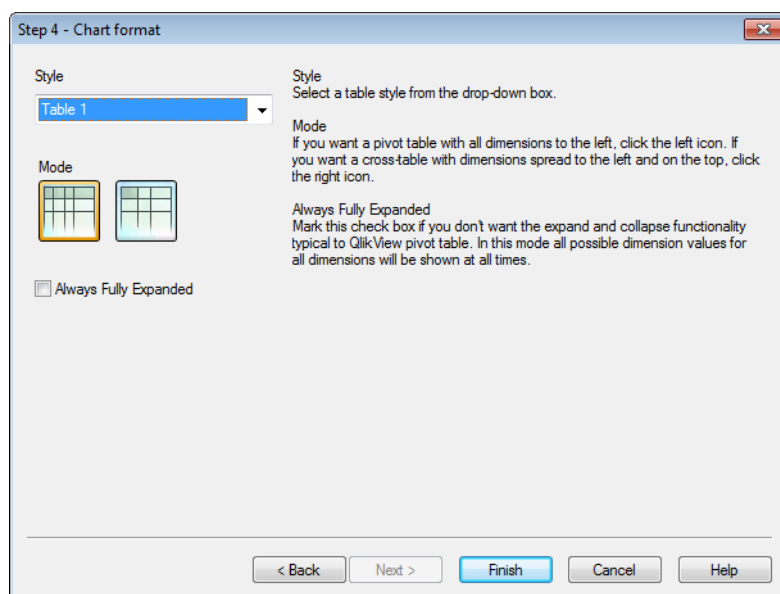 Step 4 - Chart format
Style
Table 1
Mode
Always Fully Expanded
Style
Select a table style from the drop-down box.
Mode
If you want a pivot table with all dimensions to the left, click the left icon. If
you want a cross-table with dimensions spread to the left and on the top, click
the right icon.
Always Fully Expanded
Mark this check box if you don't want the expand and collapse functionality
typical to QlikView pivot table. In this mode all possible dimension values for
all dimensions will be shown at all times.
< Back
Next >
Finish
Cancel
Help